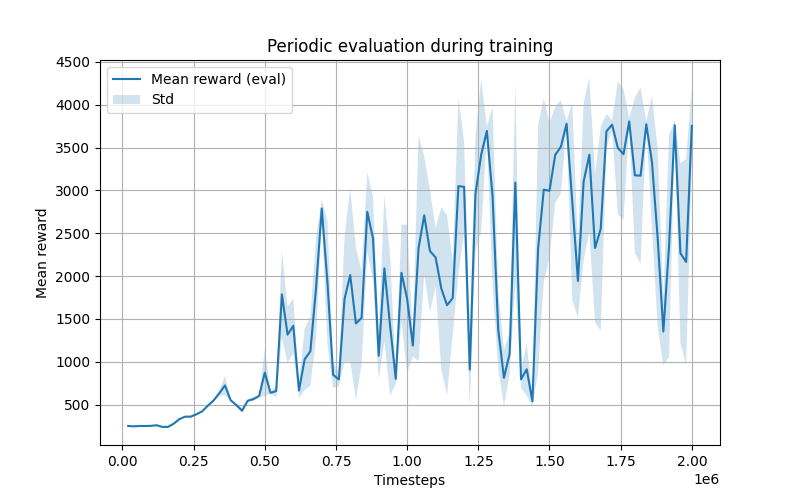 Periodic evaluation during training
Mean reward (eval)
Std
Mean reward
4500
4000
3500
3000
2500
2000
1500
1000
500
0.00 0.25 0.50 0.75 1.00 1.25 1.50 1.75 2.00
1e6
Timesteps